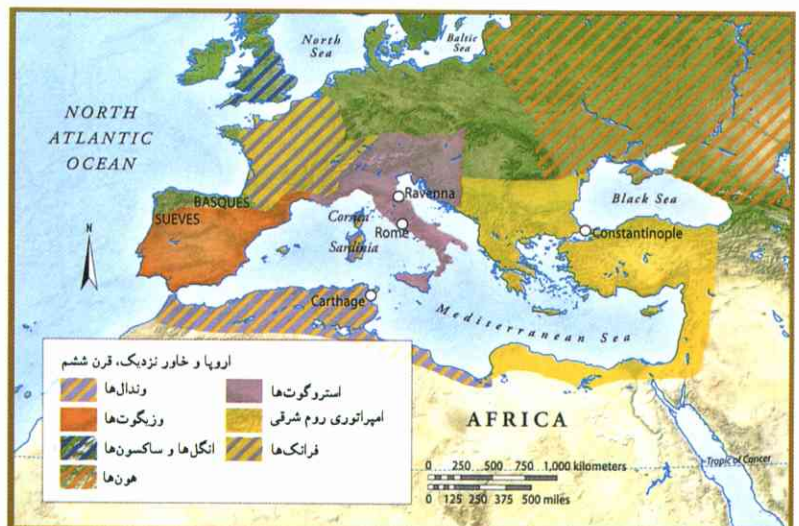 North
Sea
Baltic
Sea
NORTH
ATLANTIC
OCEAN
BASQUES
SUEVES
Ravenna
Corsica
Rome
Sardinia
Black Sea
Constantinople
N
Carthage
Mediterranean Sea
اروپا و خاور نزدیک، قرن ششم
وندال‌ها
استروگوت‌ها
وزیگوت‌ها
امپراتوری روم شرقی
انگل‌ها و ساکسون‌ها
فرانک‌ها
هون‌ها
AFRICA
Tropic of Cancer
0 250 500 750 1,000 kilometers
0 125 250 375 500 miles